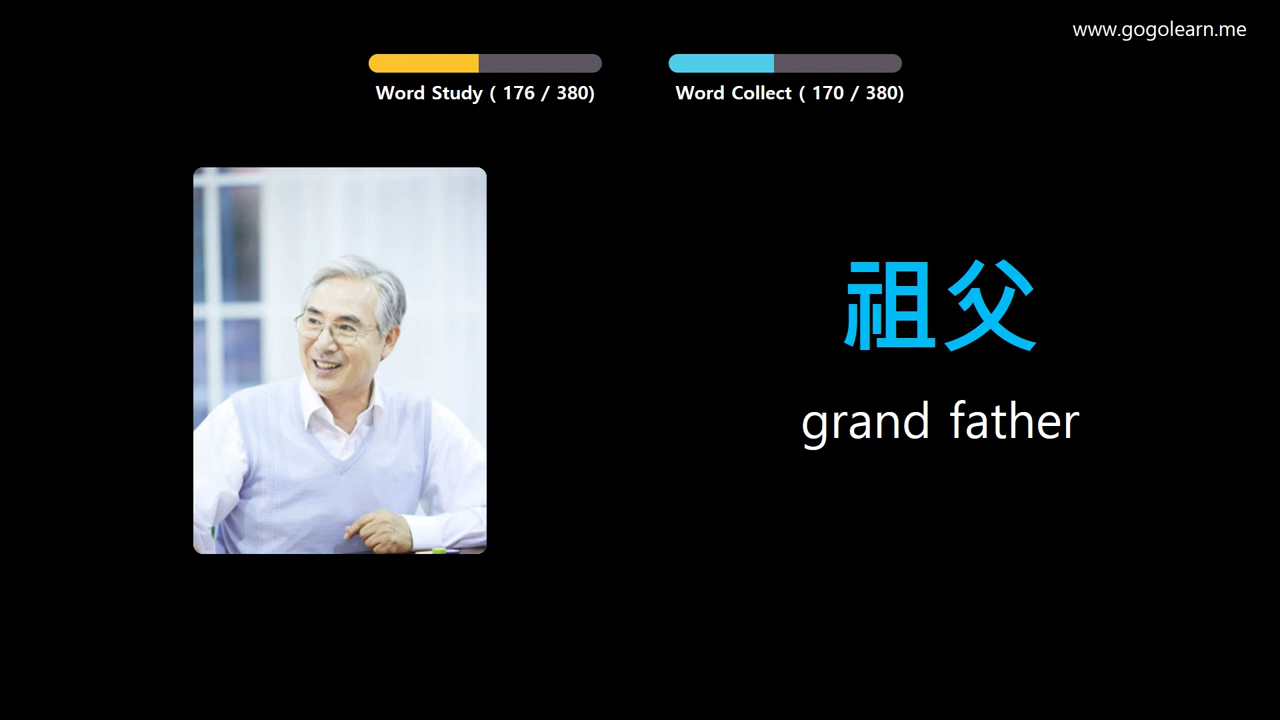 www.gogolearn.me
Word Study ( 176 / 380)
Word Collect ( 170 / 380)
祖父
grand father